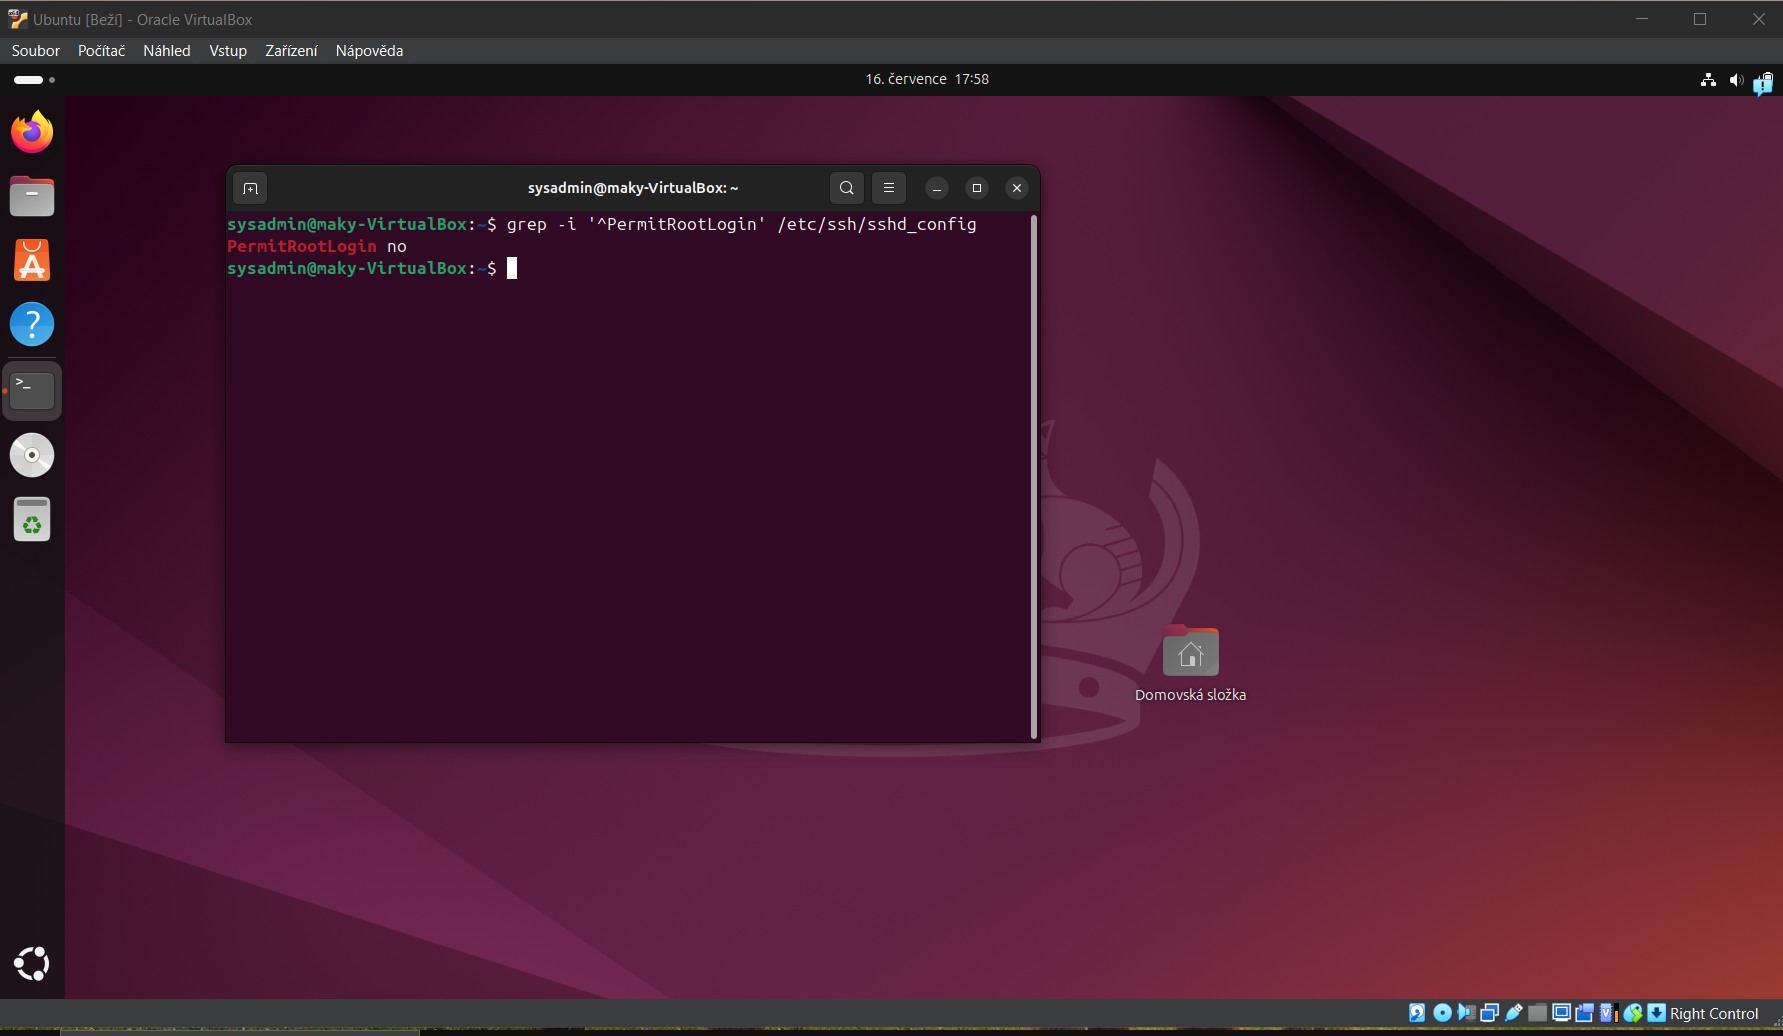 Ubuntu [Beží] - Oracle VirtualBox
Soubor Počítač Náhled Vstup Zařízení Nápověda
16. července 17:58
sysadmin@maky-VirtualBox: ~
sysadmin@maky-VirtualBox:~$ grep -i '^PermitRootLogin' /etc/ssh/sshd_config
PermitRootLogin no
sysadmin@maky-VirtualBox:~$
Domovská složka
Right Control